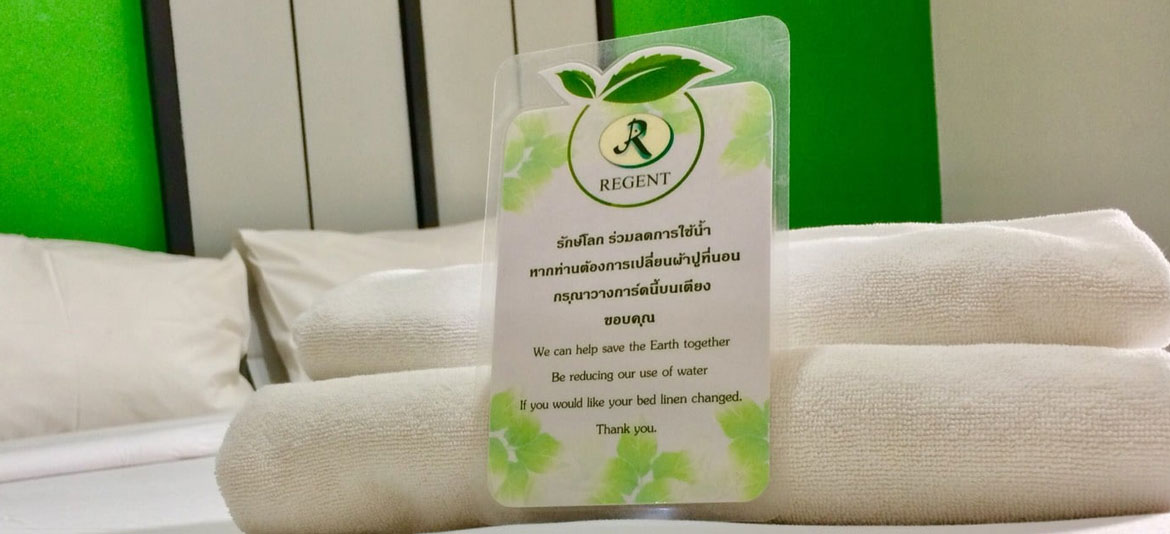 R
REGENT
รักษ์โลก ร่วมลดการใช้น้ำ
หากท่านต้องการเปลี่ยนผ้าปูที่นอน
กรุณาวางการ์ดนี้บนเตียง
ขอบคุณ
We can help save the Earth together
Be reducing our use of water
If you would like your bed linen changed.
Thank you.